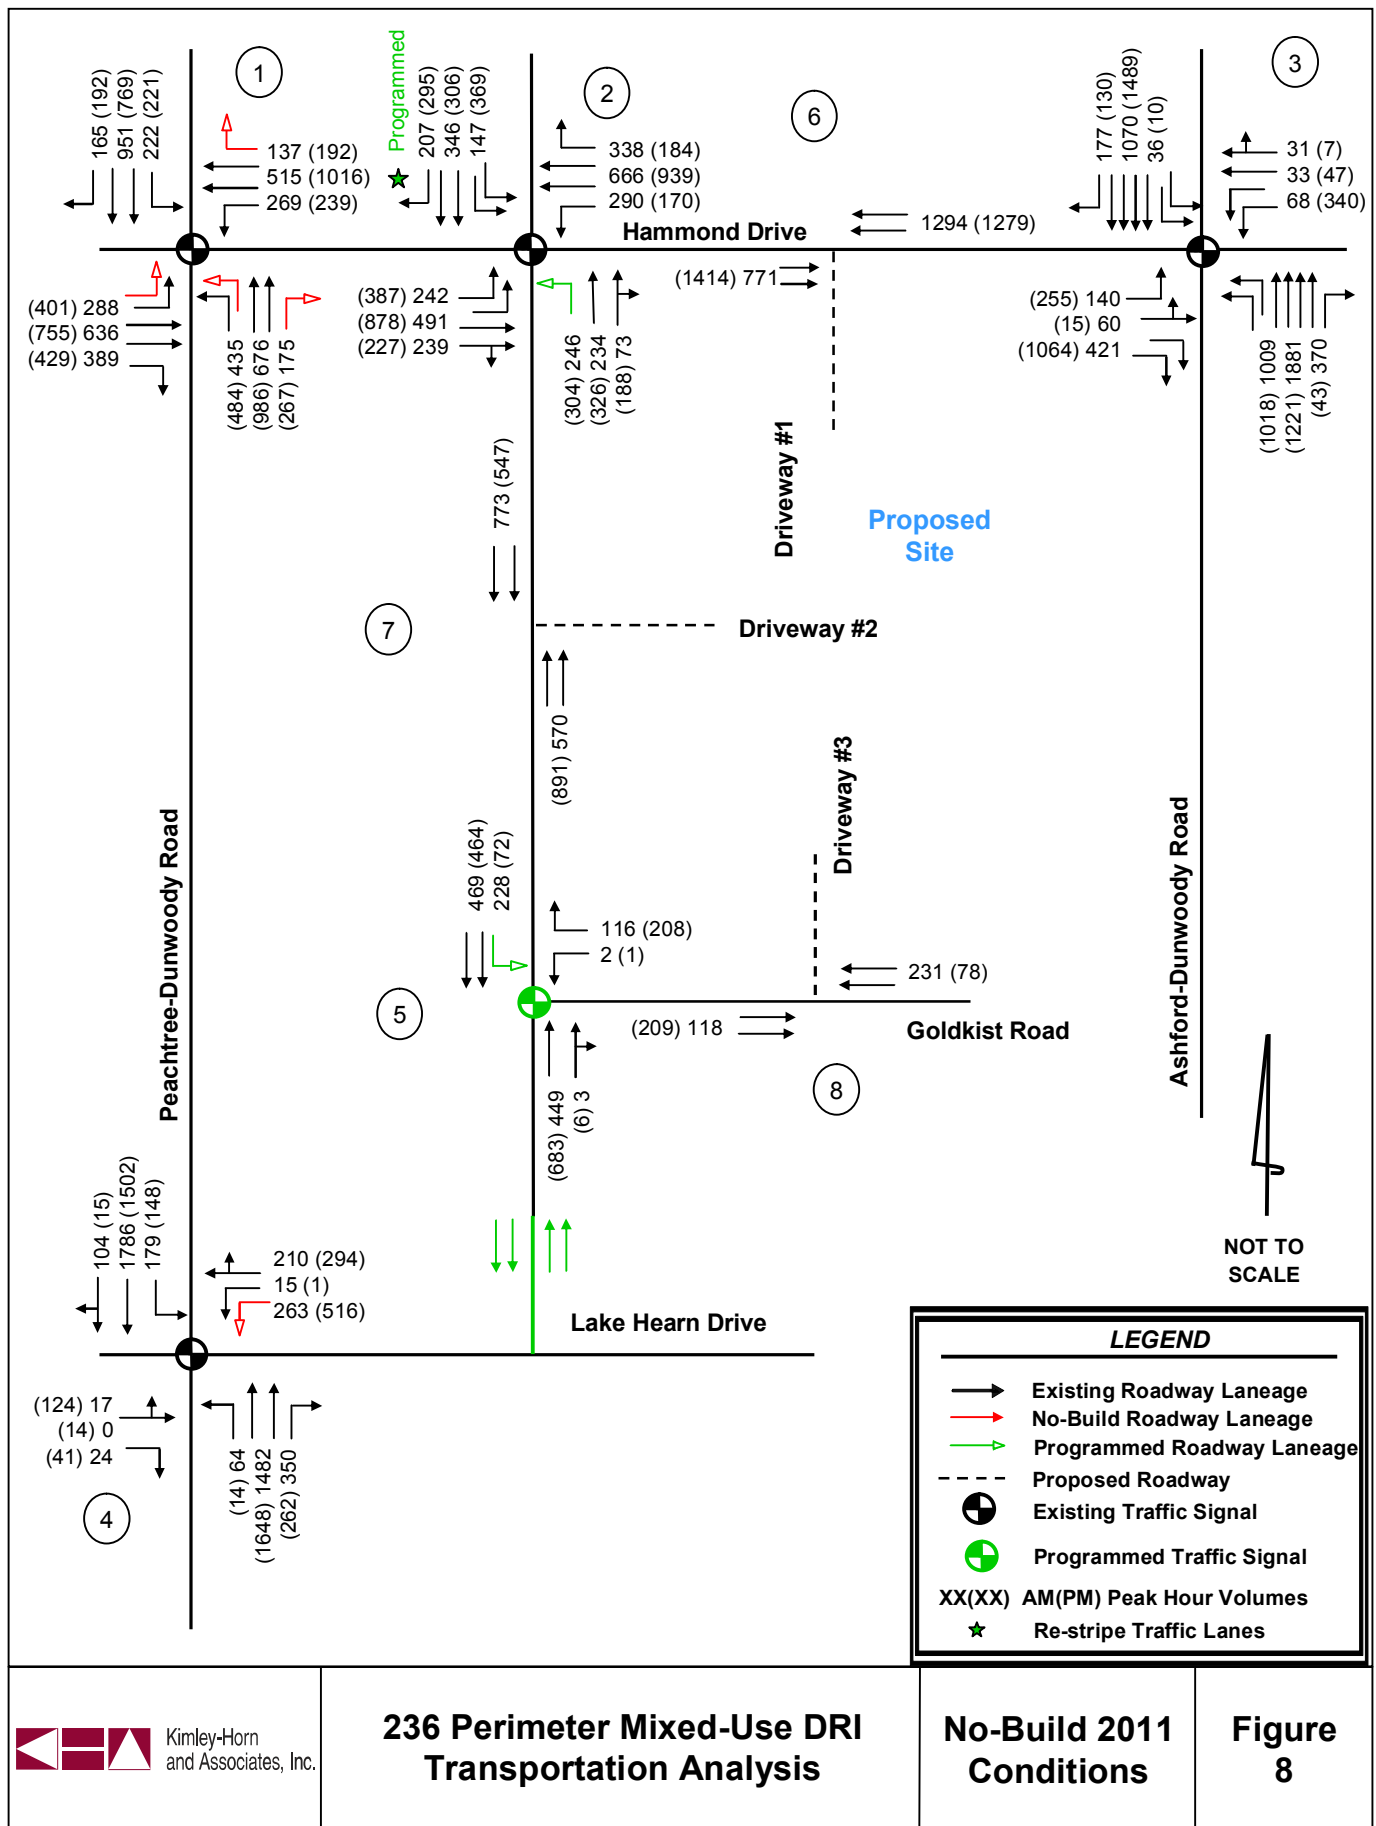 165 (192)
951 (769)
222 (221)
1
137 (192)
515 (1016)
269 (239)
Programmed
207 (295)
346 (306)
147 (369)
2
338 (184)
666 (939)
290 (170)
6
Hammond Drive
1294 (1279)
177 (130)
1070 (1489)
36 (10)
3
31 (7)
33 (47)
68 (340)
(401) 288
(755) 636
(429) 389
(484) 435
(986) 676
(267) 175
(387) 242
(878) 491
(227) 239
(304) 246
(326) 234
(188) 73
(1414) 771
(255) 140
(15) 60
(1064) 421
(1018) 1009
(1221) 1881
(43) 370
Driveway #1
773 (547)
Proposed
Site
7
Driveway #2
(891) 570
Driveway #3
Peachtree-Dunwoody Road
Ashford-Dunwoody Road
469 (464)
228 (72)
116 (208)
2 (1)
231 (78)
5
(209) 118
Goldkist Road
8
(683) 449
(6) 3
104 (15)
1786 (1502)
179 (148)
210 (294)
15 (1)
263 (516)
NOT TO
SCALE
Lake Hearn Drive
(124) 17
(14) 0
(41) 24
4
(14) 64
(1648) 1482
(262) 350
LEGEND
Existing Roadway Laneage
No-Build Roadway Laneage
Programmed Roadway Laneage
Proposed Roadway
Existing Traffic Signal
Programmed Traffic Signal
XX(XX) AM(PM) Peak Hour Volumes
Re-stripe Traffic Lanes
Kimley-Horn
and Associates, Inc.
236 Perimeter Mixed-Use DRI
Transportation Analysis
No-Build 2011
Conditions
Figure
8